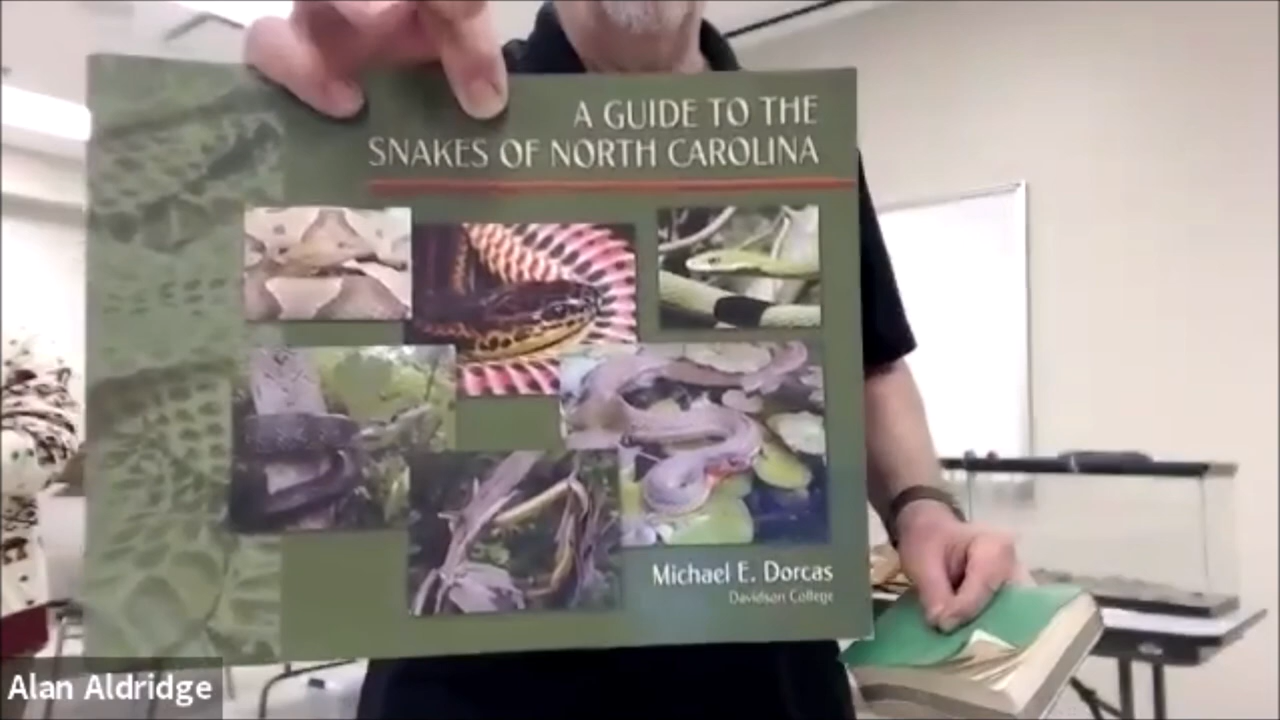 A GUIDE TO THE
SNAKES OF NORTH CAROLINA
Michael E. Dorcas
Davidson College
Alan Aldridge